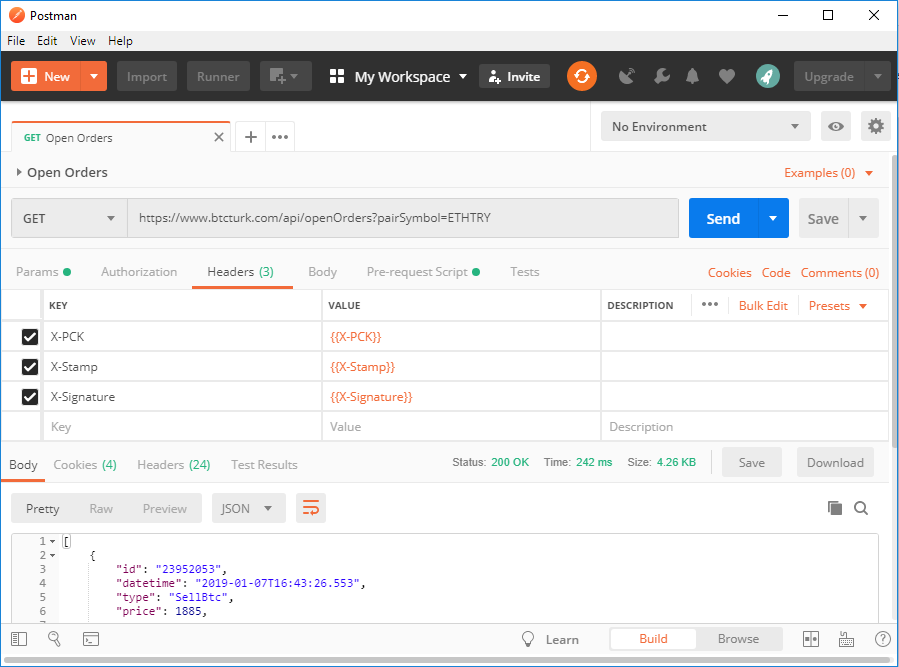 Postman
File Edit View Help
New Import Runner My Workspace Invite Upgrade
GET Open Orders No Environment
Open Orders Examples (0)
GET https://www.btcturk.com/api/openOrders?pairSymbol=ETHTRY Send Save
Params Authorization Headers (3) Body Pre-request Script Tests Cookies Code Comments (0)
KEY VALUE DESCRIPTION Bulk Edit Presets
X-PCK {{X-PCK}}
X-Stamp {{X-Stamp}}
X-Signature {{X-Signature}}
Key Value Description
Body Cookies (4) Headers (24) Test Results Status: 200 OK Time: 242 ms Size: 4.26 KB Save Download
Pretty Raw Preview JSON
1 [
2 {
3 "id": "23952053",
4 "datetime": "2019-01-07T16:43:26.553",
5 "type": "SellBtc",
6 "price": 1885,
Learn Build Browse